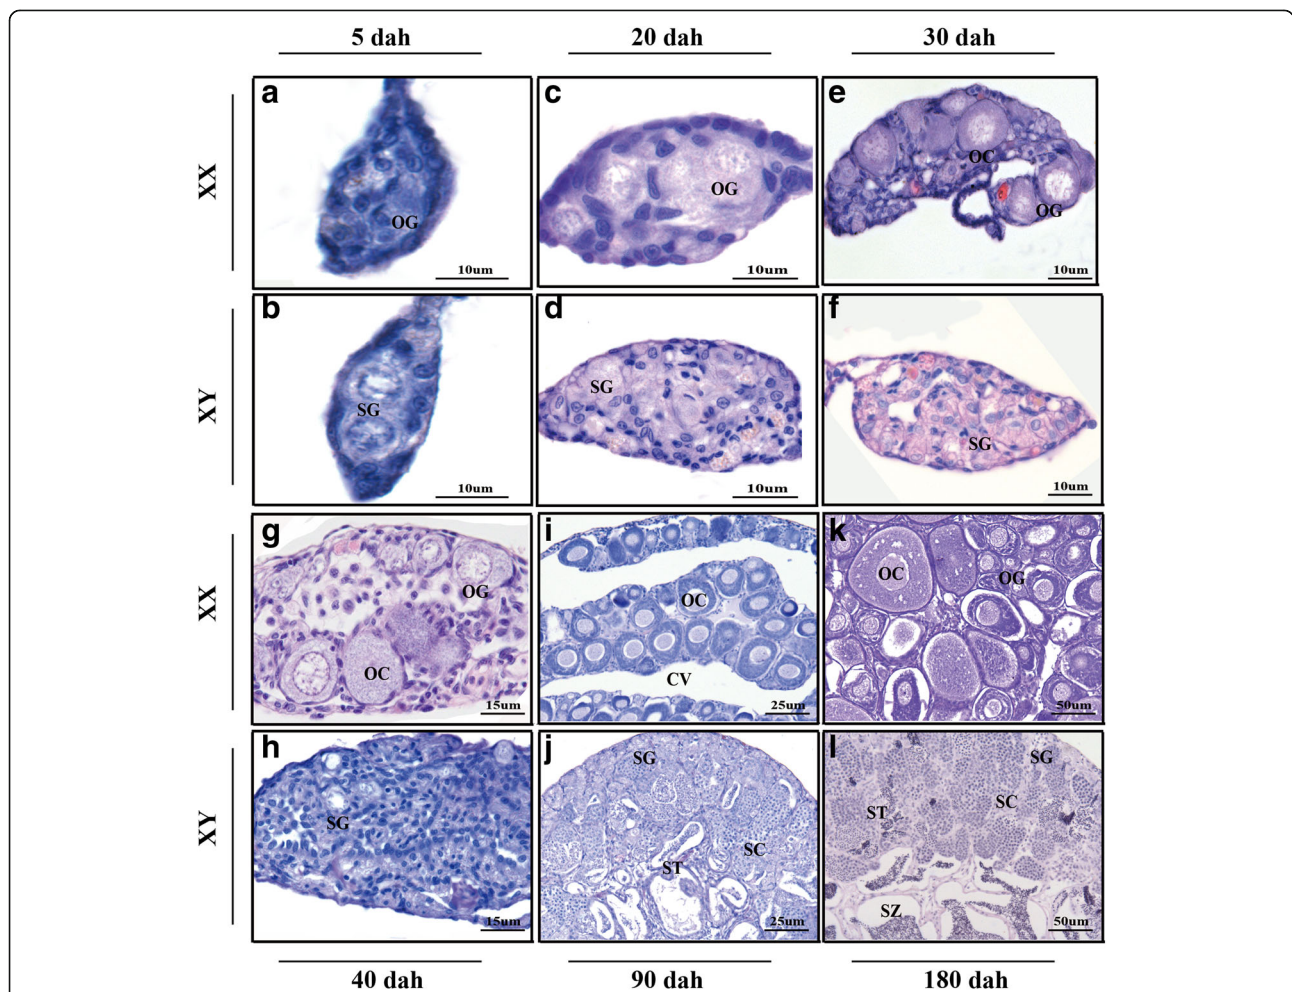 5 dah 20 dah 30 dah
XX
a OG 10um
c OG 10um
e OC OG 10um
XY
b SG 10um
d SG 10um
f SG 10um
XX
g OG OC 15um
i OC CV 25um
k OC OG 50um
XY
h SG 15um
j SG SC ST 25um
l SG SC ST SZ 50um
40 dah 90 dah 180 dah